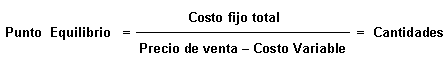 Costo fijo total
Punto Equilibrio = = Cantidades
Precio de venta – Costo Variable